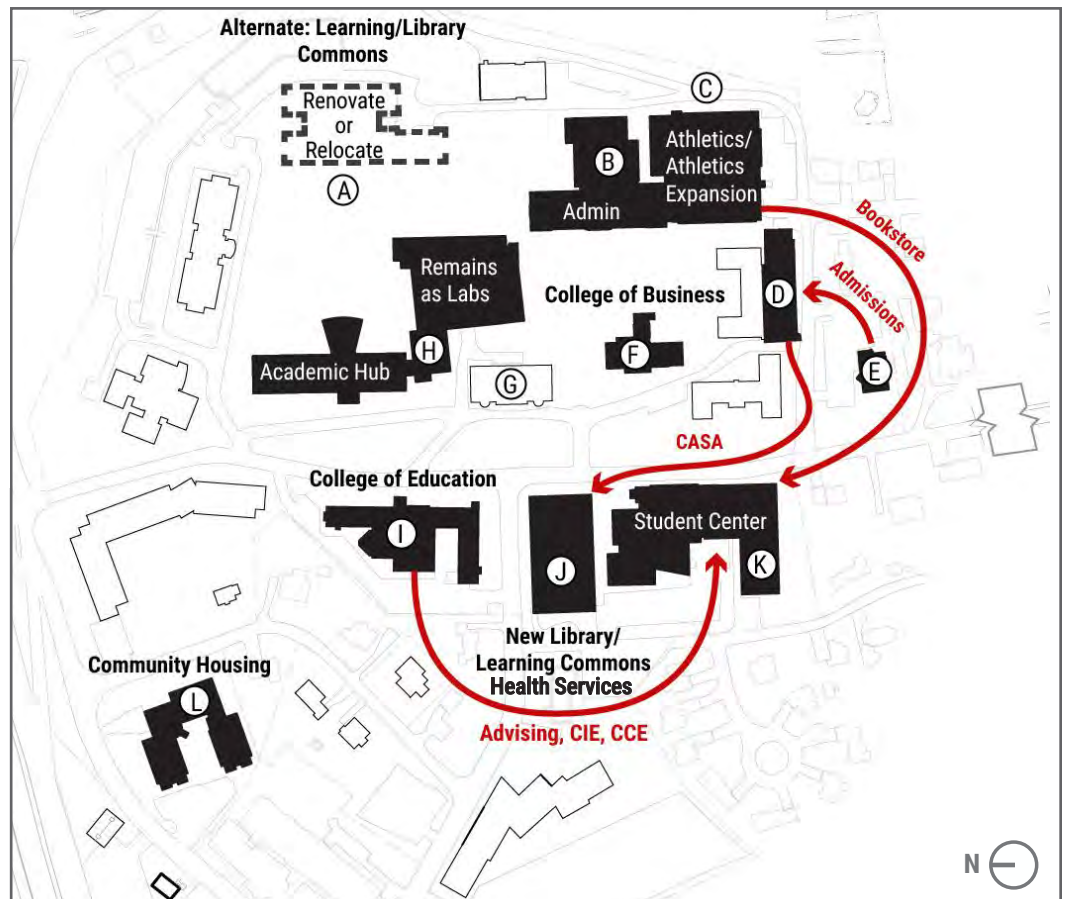 Alternate: Learning/Library
Commons
Renovate
or
Relocate
A
B
Admin
C
Athletics/
Athletics
Expansion
Bookstore
Admissions
Remains
as Labs
College of Business
D
E
F
G
H
Academic Hub
CASA
College of Education
I
J
Student Center
K
New Library/
Learning Commons
Health Services
Advising, CIE, CCE
Community Housing
L
N